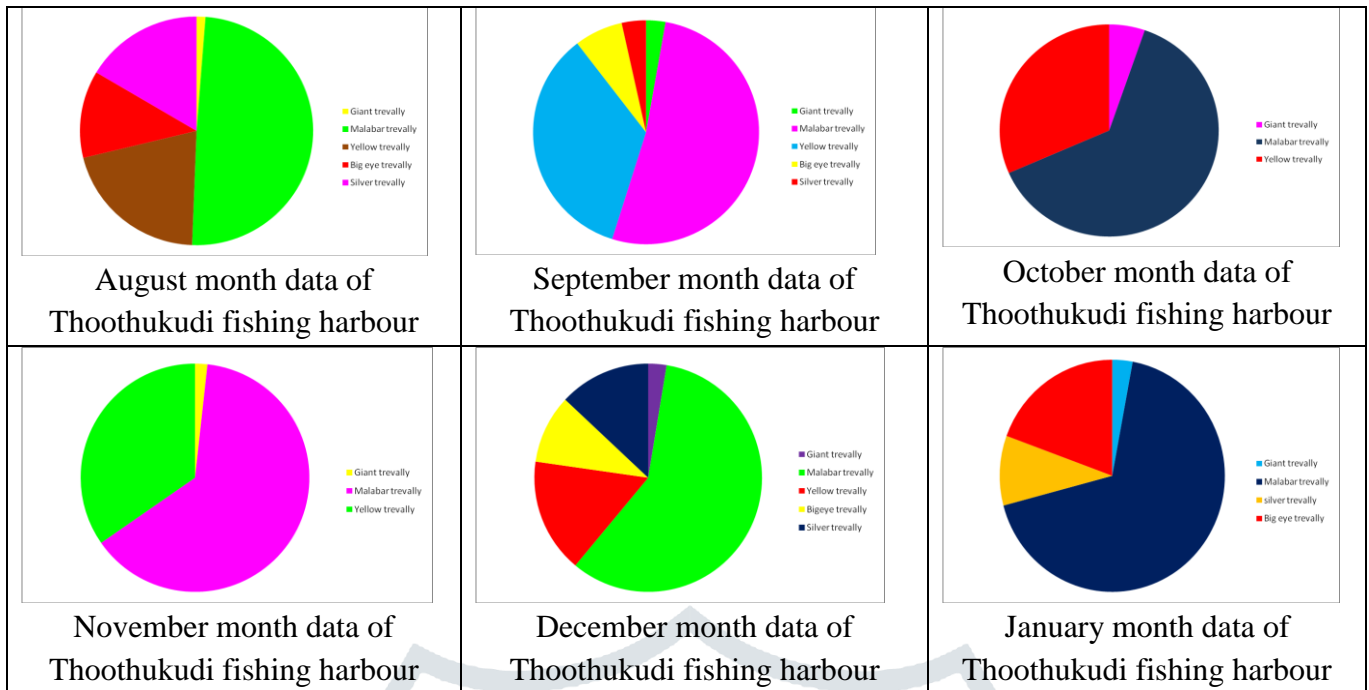 Giant trevally
Malabar trevally
Yellow trevally
Big eye trevally
Silver trevally
August month data of
Thoothukudi fishing harbour
Giant trevally
Malabar trevally
Yellow trevally
Big eye trevally
Silver trevally
September month data of
Thoothukudi fishing harbour
Giant trevally
Malabar trevally
Yellow trevally
October month data of
Thoothukudi fishing harbour
Giant trevally
Malabar trevally
Yellow trevally
November month data of
Thoothukudi fishing harbour
Giant trevally
Malabar trevally
Yellow trevally
Bigeye trevally
Silver trevally
December month data of
Thoothukudi fishing harbour
Giant trevally
Malabar trevally
silver trevally
Big eye trevally
January month data of
Thoothukudi fishing harbour